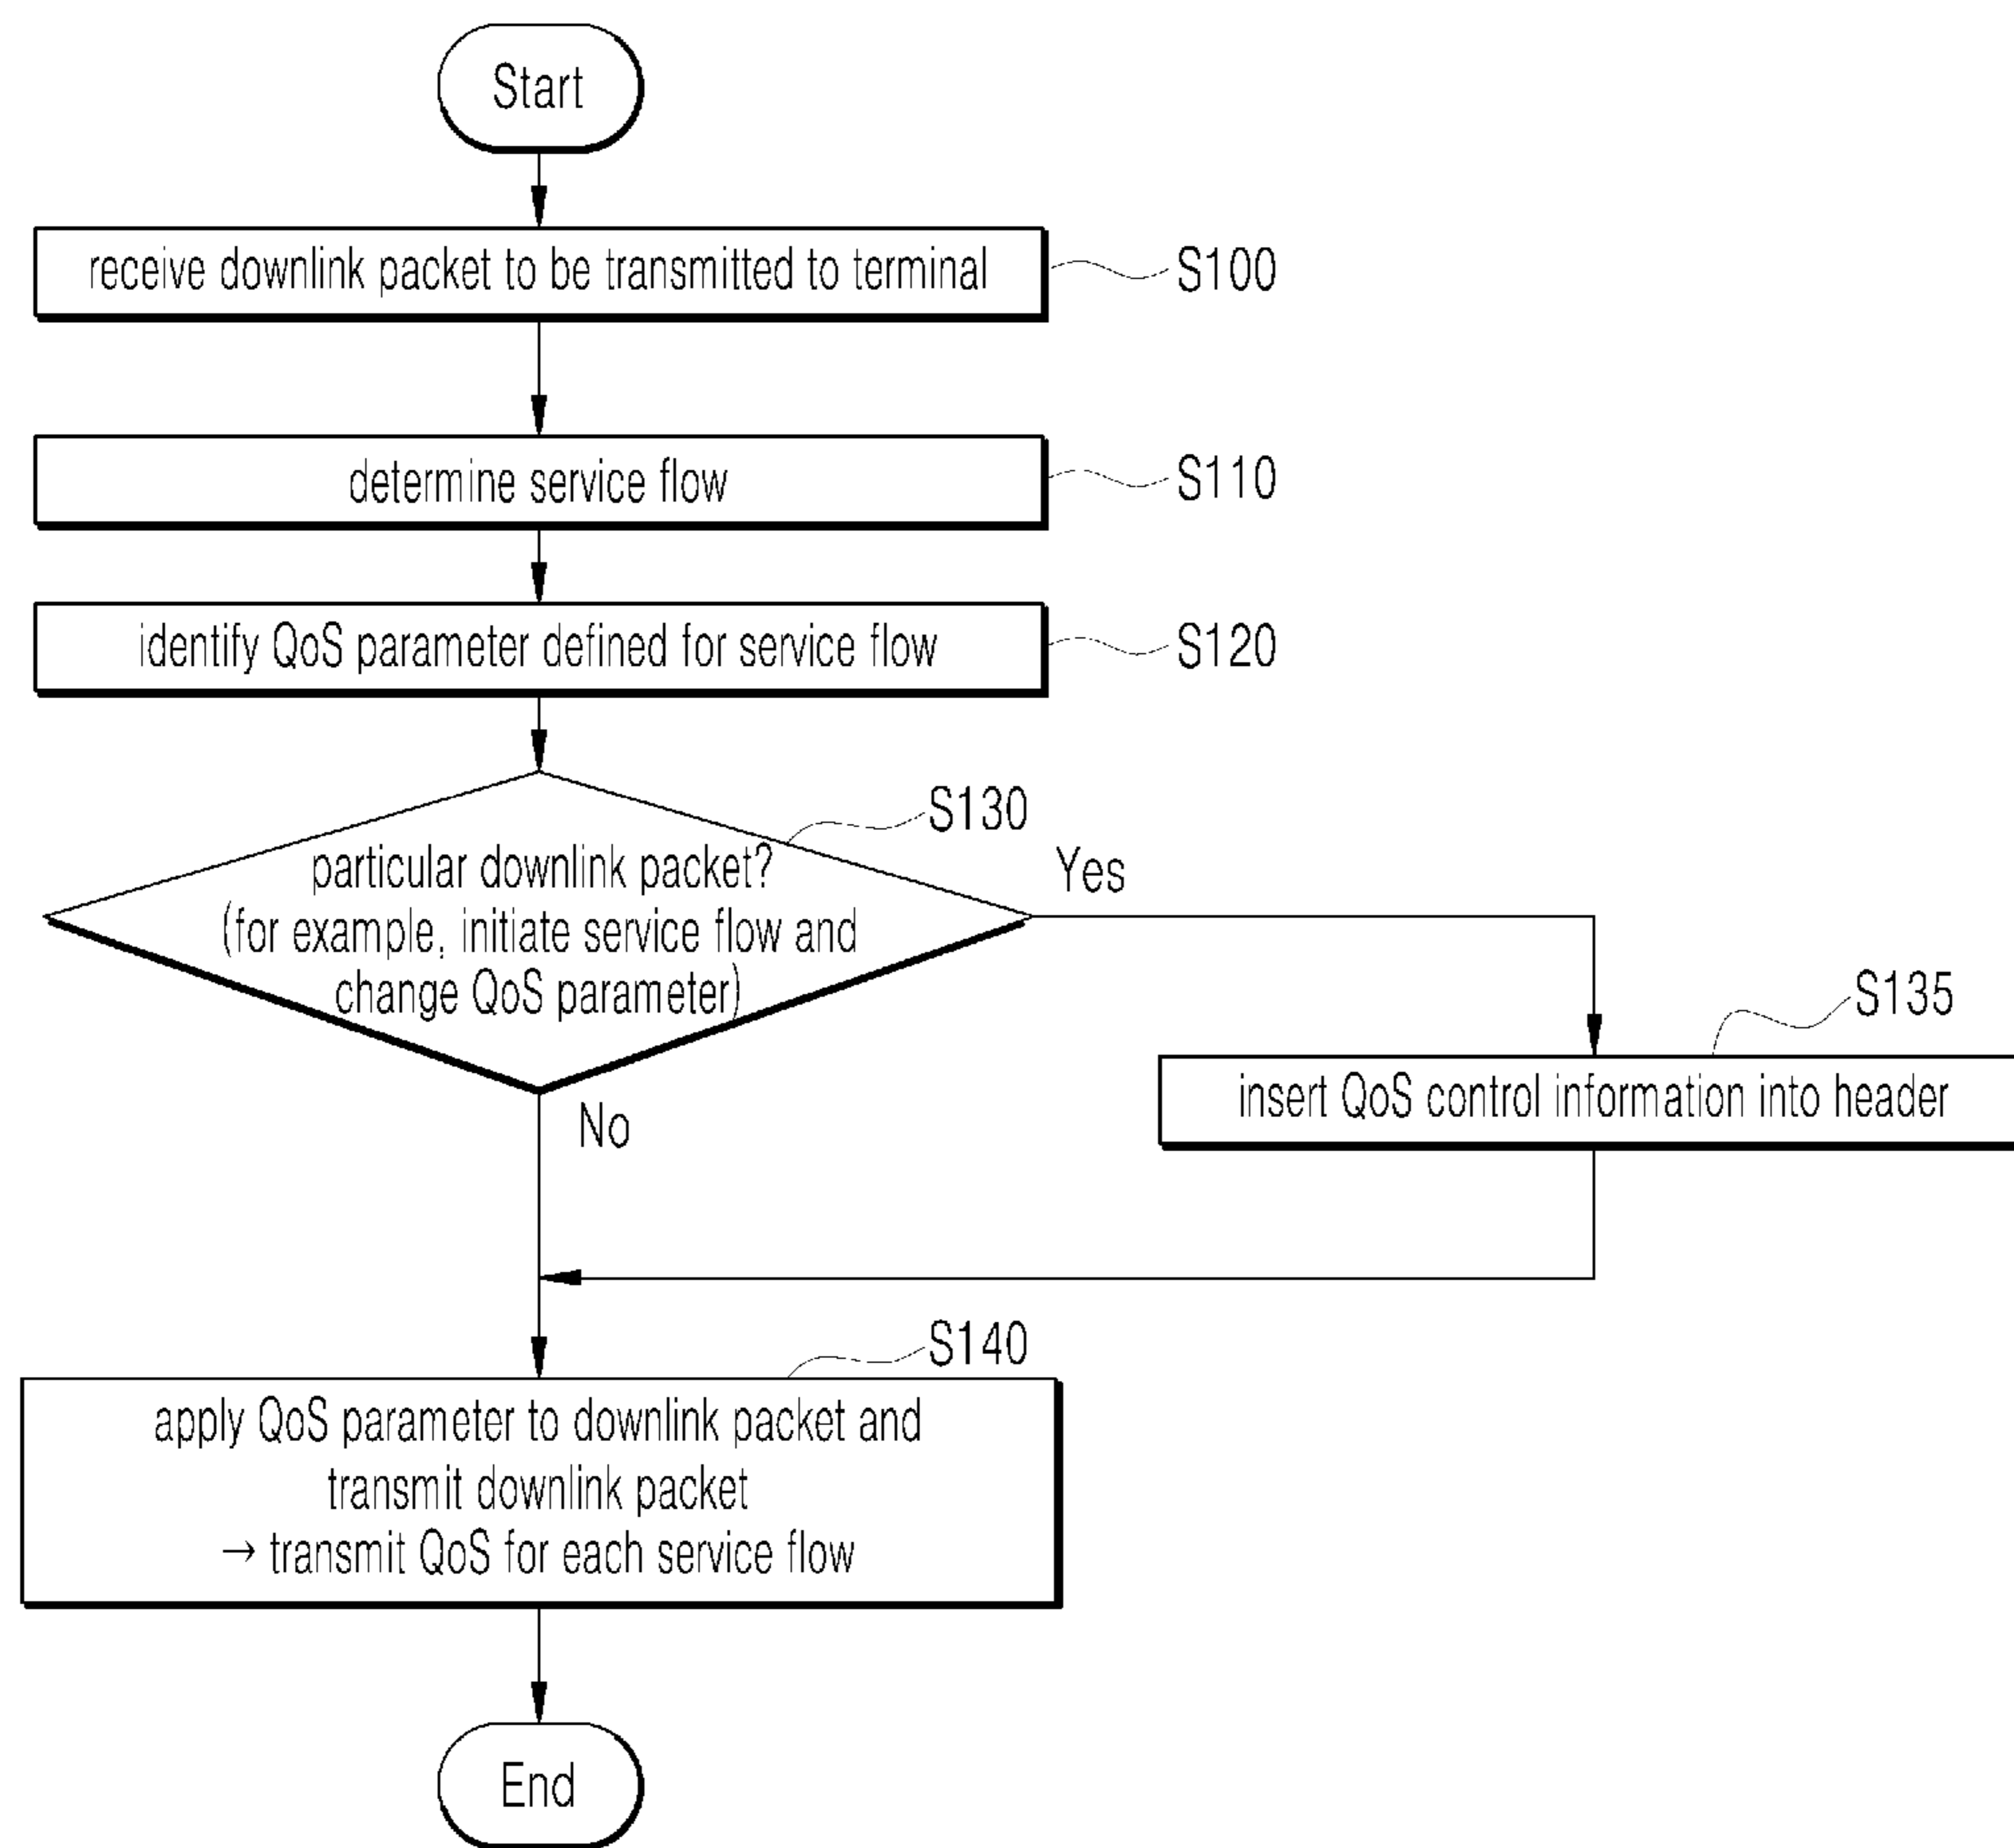 Start
receive downlink packet to be transmitted to terminal
S100
determine service flow
S110
identify QoS parameter defined for service flow
S120
S130
particular downlink packet?
(for example, initiate service flow and
change QoS parameter)
Yes
No
S135
insert QoS control information into header
S140
apply QoS parameter to downlink packet and
transmit downlink packet
→ transmit QoS for each service flow
End